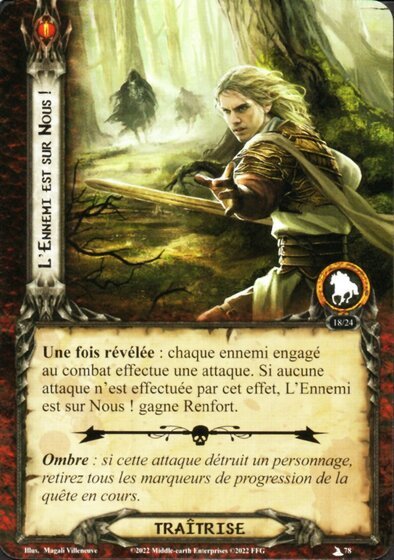 L'Ennemi est sur Nous !
18/24
Une fois révélée : chaque ennemi engagé
au combat effectue une attaque. Si aucune
attaque n'est effectuée par cet effet, L'Ennemi
est sur Nous ! gagne Renfort.
Ombre : si cette attaque détruit un personnage,
retirez tous les marqueurs de progression de la
quête en cours.
TRAÎTRISE
Illus. Magali Villeneuve ©2022 Middle-earth Enterprises ©2022 FFG 78